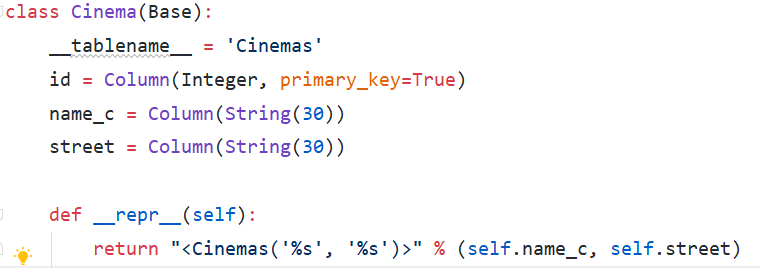 class Cinema(Base):
    __tablename__ = 'Cinemas'
    id = Column(Integer, primary_key=True)
    name_c = Column(String(30))
    street = Column(String(30))
    def __repr__(self):
        return "<Cinemas('%s', '%s')>" % (self.name_c, self.street)